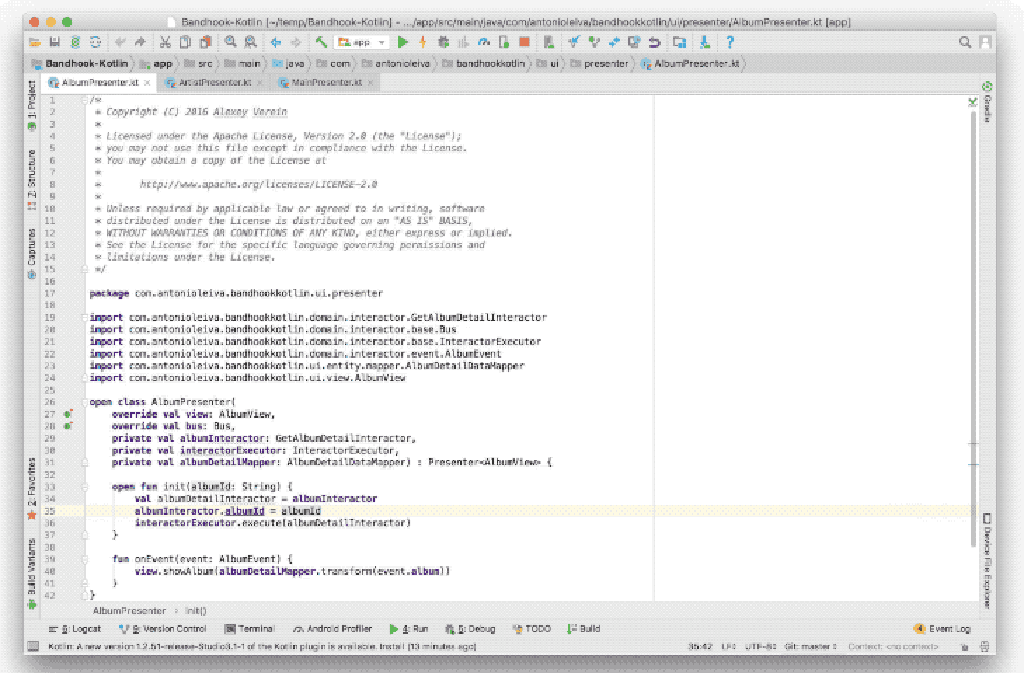 Bandhook-Kotlin [~/temp/Bandhook-Kotlin] - .../app/src/main/java/com/antonioleiva/bandhookkotlin/ui/presenter/AlbumPresenter.kt [app]
app
Bandhook-Kotlin app src main java com antonioleiva bandhookkotlin ui presenter AlbumPresenter.kt
AlbumPresenter.kt ArtistPresenter.kt MainPresenter.kt
1: Project
7: Structure
Captures
2: Favorites
Build Variants
Gradle
Device File Explorer
1 /*
2 * Copyright (C) 2016 Alexey Verein
3 *
4 * Licensed under the Apache License, Version 2.0 (the "License");
5 * you may not use this file except in compliance with the License.
6 * You may obtain a copy of the License at
7 *
8 * http://www.apache.org/licenses/LICENSE-2.0
9 *
10 * Unless required by applicable law or agreed to in writing, software
11 * distributed under the License is distributed on an "AS IS" BASIS,
12 * WITHOUT WARRANTIES OR CONDITIONS OF ANY KIND, either express or implied.
13 * See the License for the specific language governing permissions and
14 * limitations under the License.
15 */
16
17 package com.antonioleiva.bandhookkotlin.ui.presenter
18
19 import com.antonioleiva.bandhookkotlin.domain.interactor.GetAlbumDetailInteractor
20 import com.antonioleiva.bandhookkotlin.domain.interactor.base.Bus
21 import com.antonioleiva.bandhookkotlin.domain.interactor.base.InteractorExecutor
22 import com.antonioleiva.bandhookkotlin.domain.interactor.event.AlbumEvent
23 import com.antonioleiva.bandhookkotlin.ui.entity.mapper.AlbumDetailDataMapper
24 import com.antonioleiva.bandhookkotlin.ui.view.AlbumView
25
26 open class AlbumPresenter(
27 override val view: AlbumView,
28 override val bus: Bus,
29 private val albumInteractor: GetAlbumDetailInteractor,
30 private val interactorExecutor: InteractorExecutor,
31 private val albumDetailMapper: AlbumDetailDataMapper) : Presenter<AlbumView> {
32
33 open fun init(albumId: String) {
34 val albumDetailInteractor = albumInteractor
35 albumInteractor.albumId = albumId
36 interactorExecutor.execute(albumDetailInteractor)
37 }
38
39 fun onEvent(event: AlbumEvent) {
40 view.showAlbum(albumDetailMapper.transform(event.album))
41 }
42 }
AlbumPresenter › init()
6: Logcat 9: Version Control Terminal Android Profiler 4: Run 5: Debug TODO Build Event Log
Kotlin: A new version 1.2.51-release-Studio3.1-1 of the Kotlin plugin is available. Install (13 minutes ago) 35:42 LF UTF-8 Git: master Context: <no context>